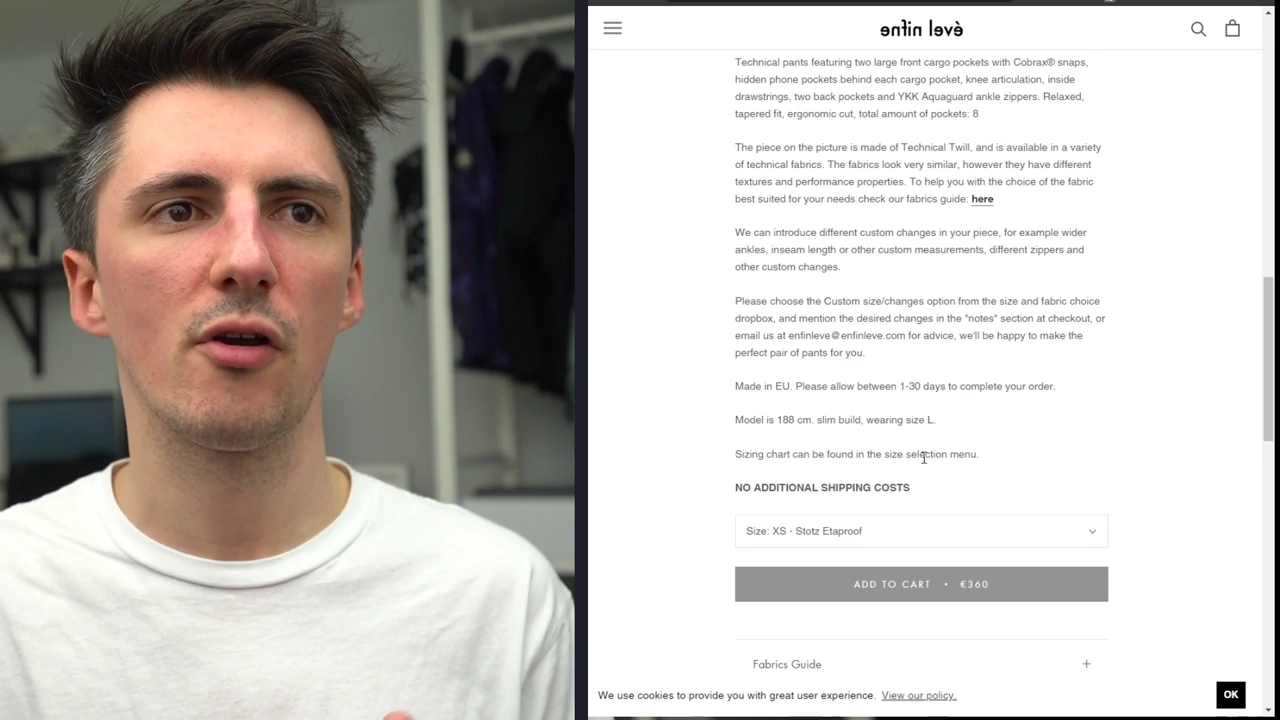 enfin levé
Technical pants featuring two large front cargo pockets with Cobrax® snaps,
hidden phone pockets behind each cargo pocket, knee articulation, inside
drawstrings, two back pockets and YKK Aquaguard ankle zippers. Relaxed,
tapered fit, ergonomic cut, total amount of pockets: 8
The piece on the picture is made of Technical Twill, and is available in a variety
of technical fabrics. The fabrics look very similar, however they have different
textures and performance properties. To help you with the choice of the fabric
best suited for your needs check our fabrics guide: here
We can introduce different custom changes in your piece, for example wider
ankles, inseam length or other custom measurements, different zippers and
other custom changes.
Please choose the Custom size/changes option from the size and fabric choice
dropbox, and mention the desired changes in the "notes" section at checkout, or
email us at enfinleve@enfinleve.com for advice, we'll be happy to make the
perfect pair of pants for you.
Made in EU. Please allow between 1-30 days to complete your order.
Model is 188 cm. slim build, wearing size L.
Sizing chart can be found in the size selection menu.
NO ADDITIONAL SHIPPING COSTS
Size: XS - Stotz Etaproof
ADD TO CART • €360
Fabrics Guide +
We use cookies to provide you with great user experience. View our policy. OK